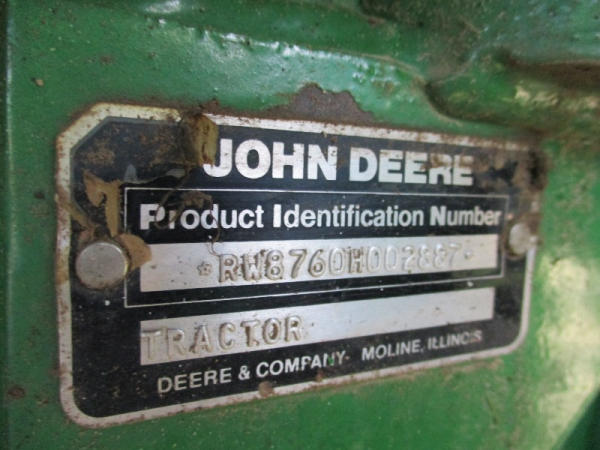 JOHN DEERE
Product Identification Number
*RW8760H002887*
TRACTOR
DEERE & COMPANY MOLINE, ILLINOIS